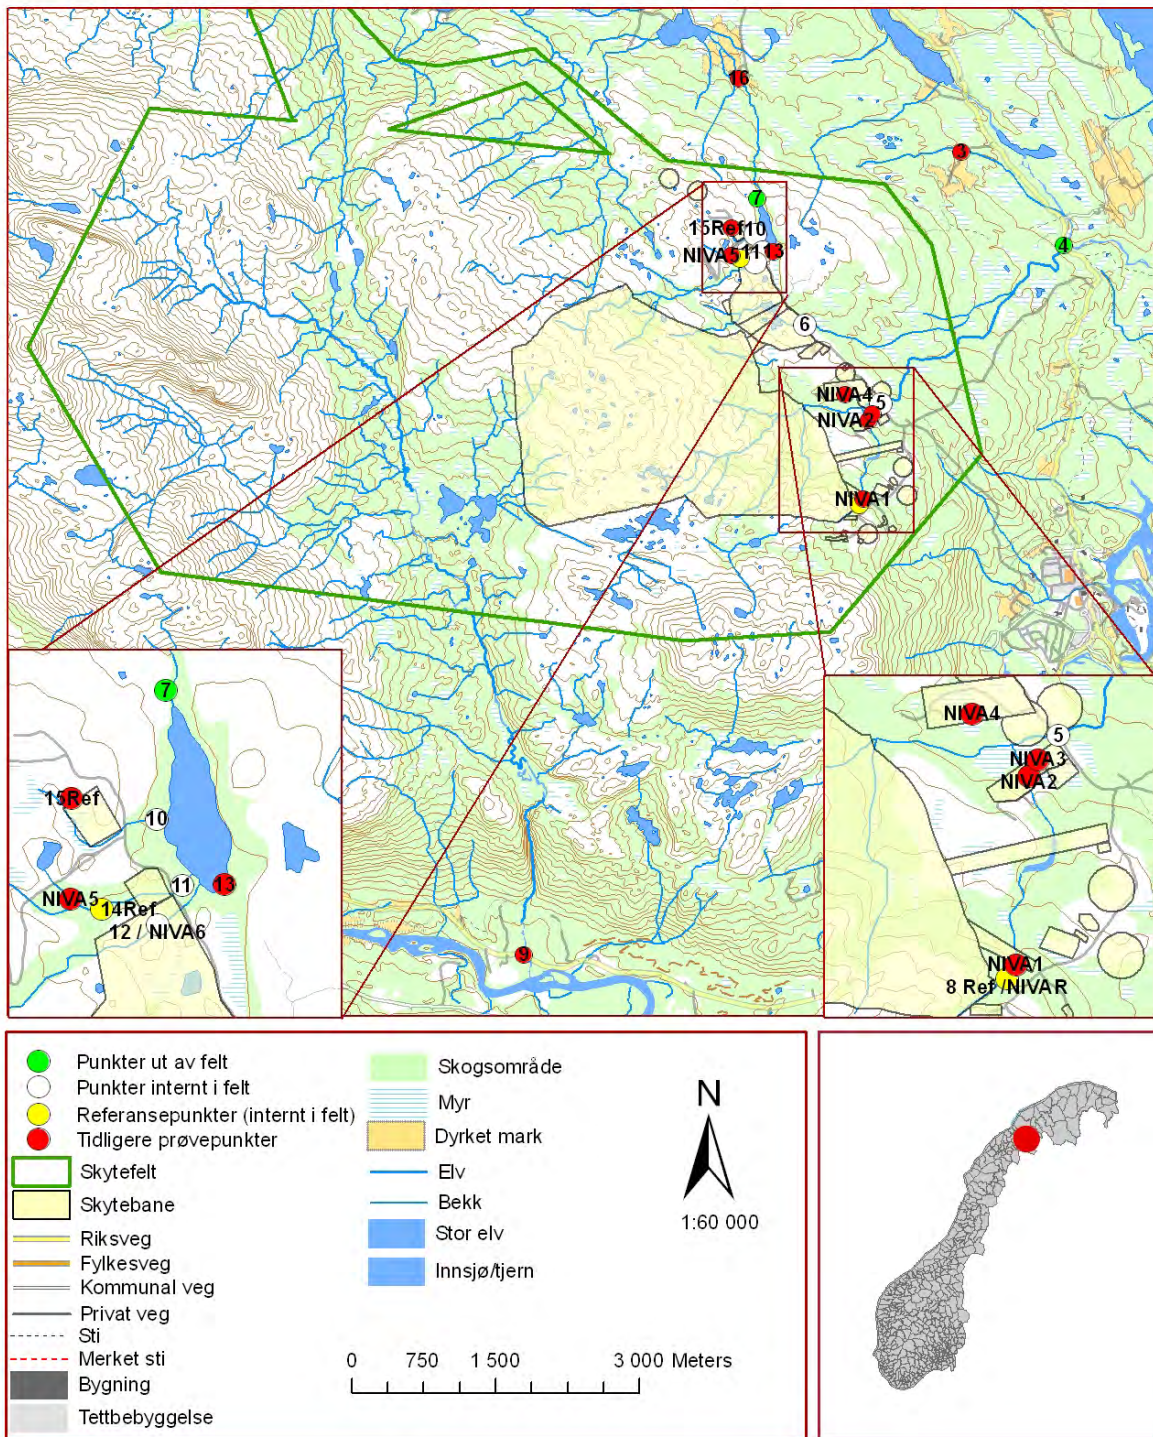 16
3
7
4
15Ref10
NIVA5 1113
6
NIVA4
5
NIVA2
NIVA1
7
15Ref
10
11
13
NIVA5
14Ref
12 / NIVA6
9
NIVA4
5
NIVA3
NIVA2
NIVA1
8 Ref /NIVAR
Punkter ut av felt
Punkter internt i felt
Referansepunkter (internt i felt)
Tidligere prøvepunkter
Skytefelt
Skytebane
Riksveg
Fylkesveg
Kommunal veg
Privat veg
Sti
Merket sti
Bygning
Tettbebyggelse
Skogsområde
Myr
Dyrket mark
Elv
Bekk
Stor elv
Innsjø/tjern
N
1:60 000
0 750 1 500 3 000 Meters